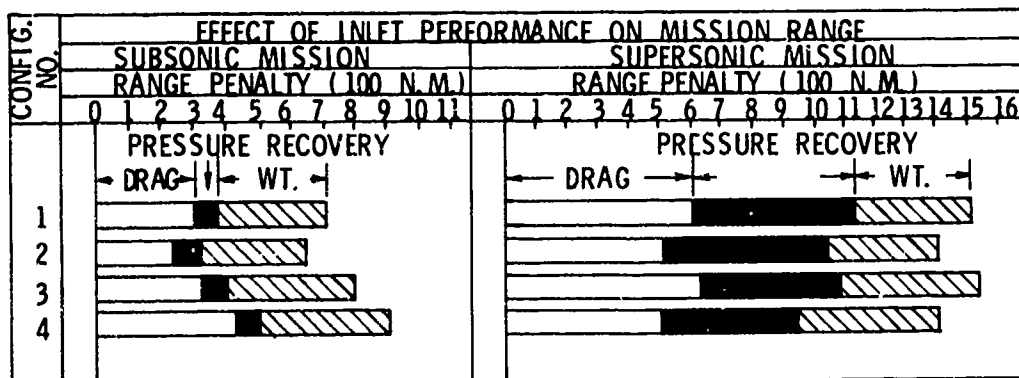 CONFIG. NO.
EFFECT OF INLET PERFORMANCE ON MISSION RANGE
SUBSONIC MISSION
SUPERSONIC MISSION
RANGE PENALTY (100 N.M.)
RANGE PENALTY (100 N.M.)
0 1 2 3 4 5 6 7 8 9 10 11
0 1 2 3 4 5 6 7 8 9 10 11 12 13 14 15 16
PRESSURE RECOVERY
PRESSURE RECOVERY
DRAG WT.
DRAG WT.
1
2
3
4